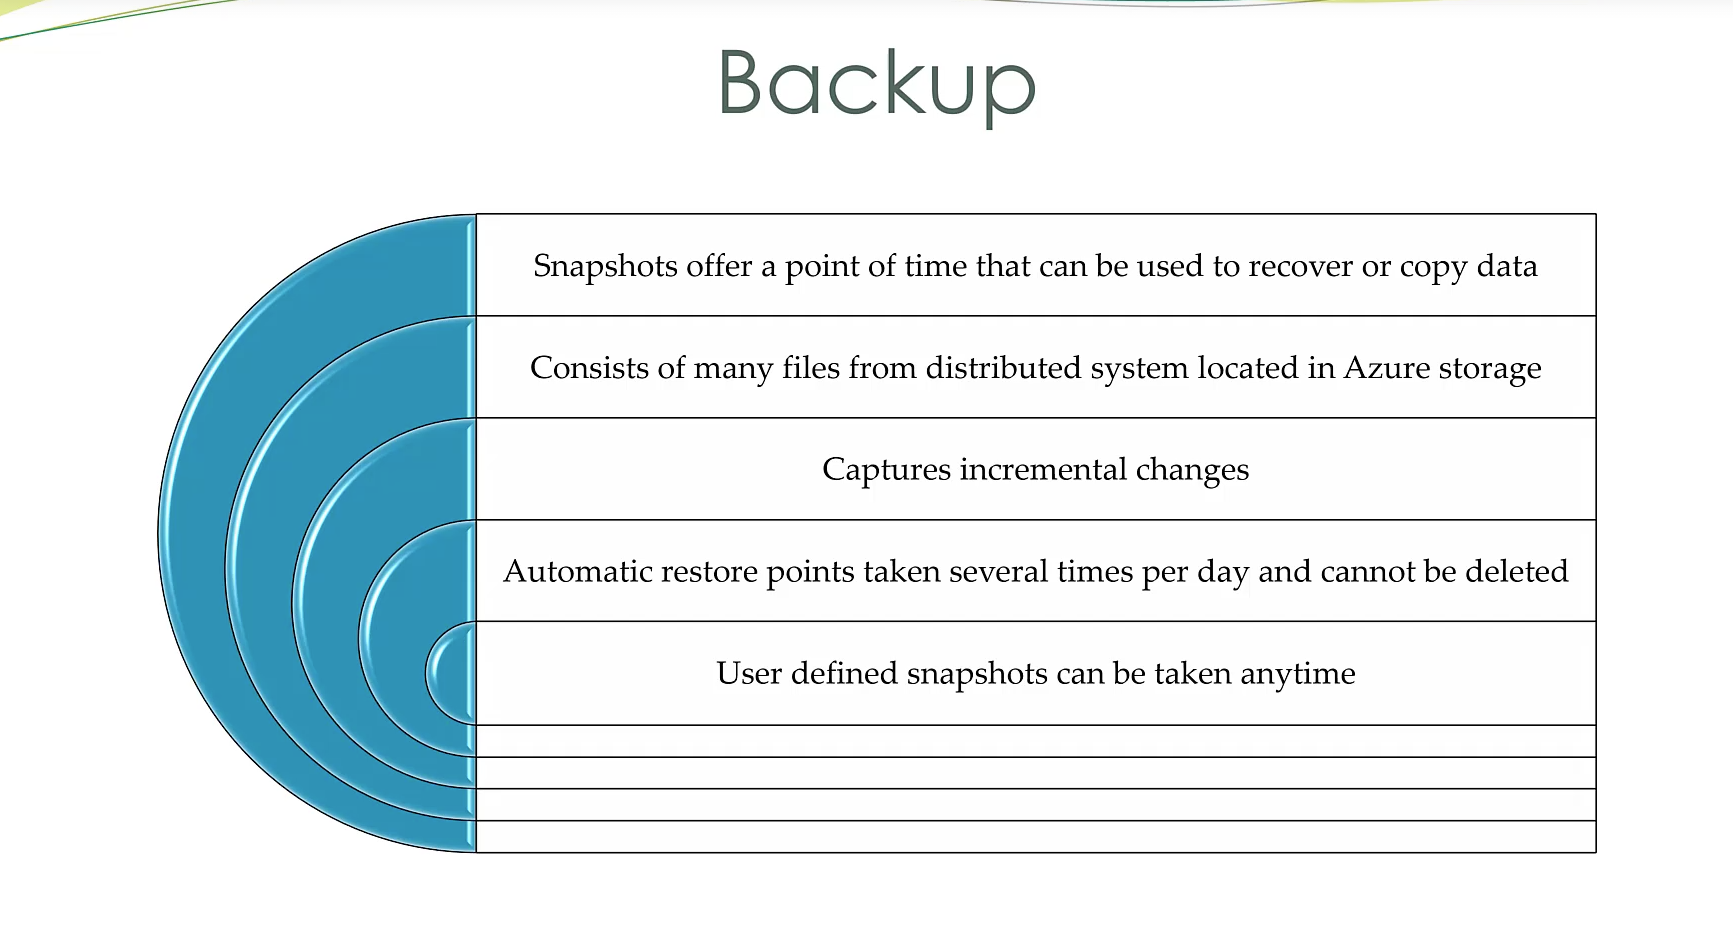 Backup
Snapshots offer a point of time that can be used to recover or copy data
Consists of many files from distributed system located in Azure storage
Captures incremental changes
Automatic restore points taken several times per day and cannot be deleted
User defined snapshots can be taken anytime